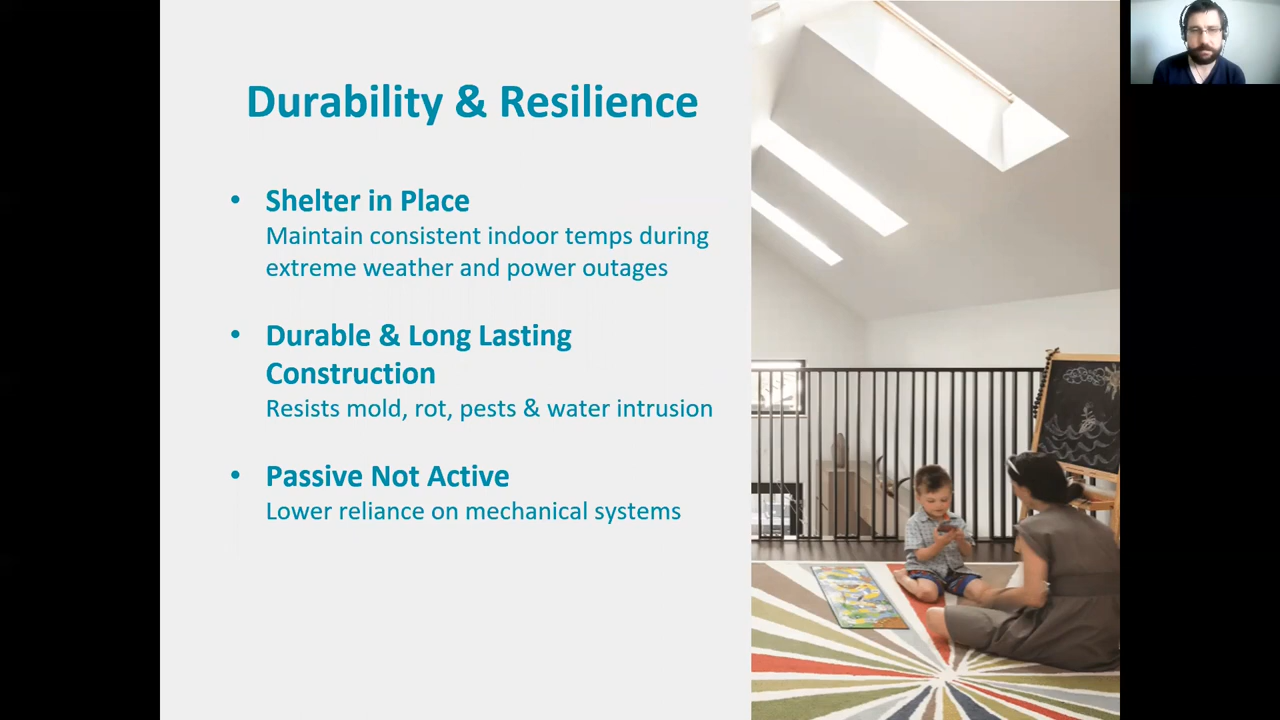 Durability & Resilience
• Shelter in Place
Maintain consistent indoor temps during
extreme weather and power outages
• Durable & Long Lasting
Construction
Resists mold, rot, pests & water intrusion
• Passive Not Active
Lower reliance on mechanical systems